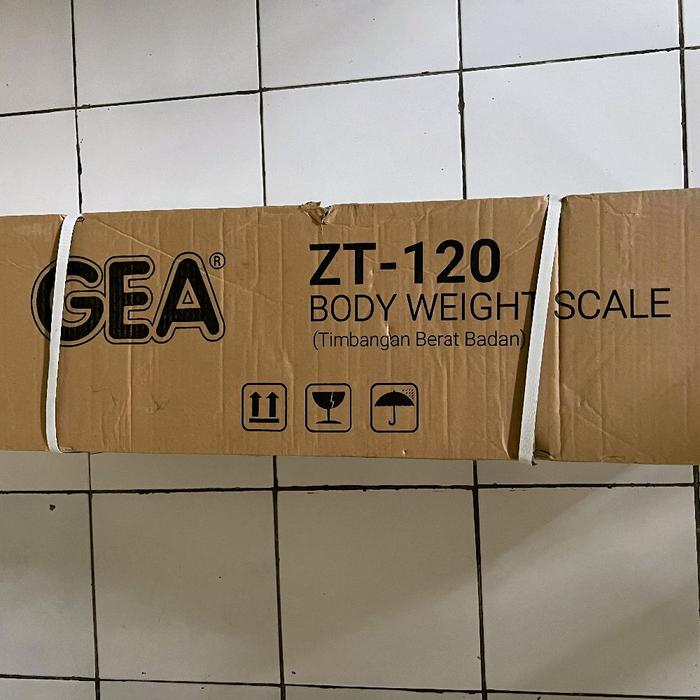 GEA®
ZT-120
BODY WEIGHT SCALE
(Timbangan Berat Badan)